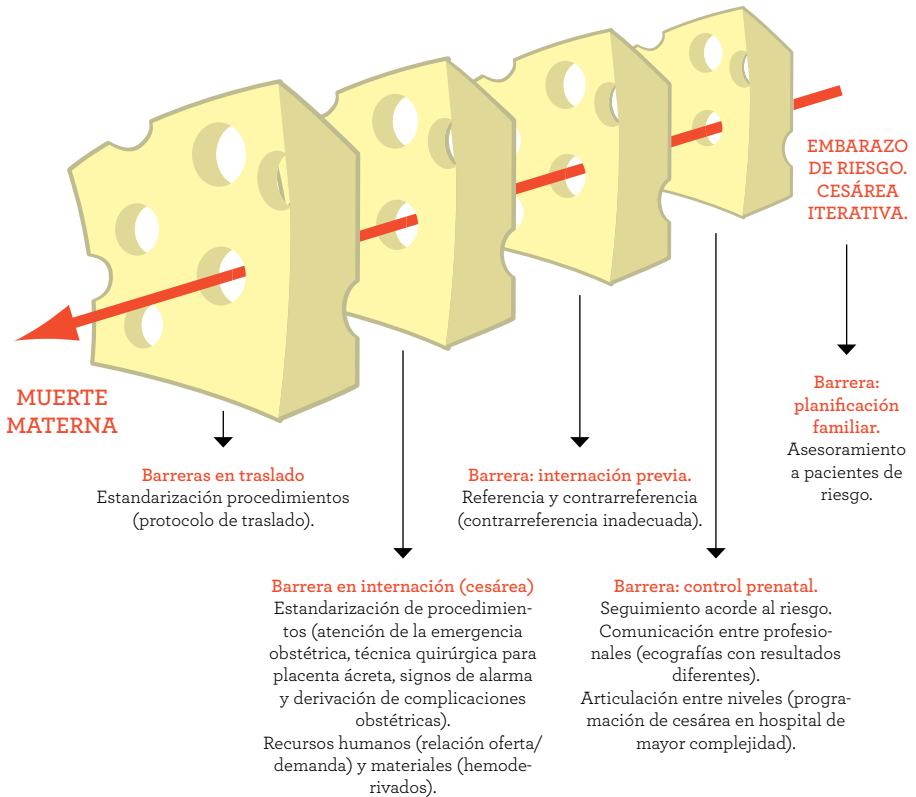 EMBARAZO
DE RIESGO.
CESÁREA
ITERATIVA.
MUERTE
MATERNA
Barrera:
planificación
familiar.
Asesoramiento
a pacientes de
riesgo.
Barreras en traslado
Estandarización procedimientos
(protocolo de traslado).
Barrera: internación previa.
Referencia y contrarreferencia
(contrarreferencia inadecuada).
Barrera en internación (cesárea)
Estandarización de procedimien-
tos (atención de la emergencia
obstétrica, técnica quirúrgica para
placenta ácreta, signos de alarma
y derivación de complicaciones
obstétricas).
Recursos humanos (relación oferta/
demanda) y materiales (hemode-
rivados).
Barrera: control prenatal.
Seguimiento acorde al riesgo.
Comunicación entre profesio-
nales (ecografías con resultados
diferentes).
Articulación entre niveles (progra-
mación de cesárea en hospital de
mayor complejidad).